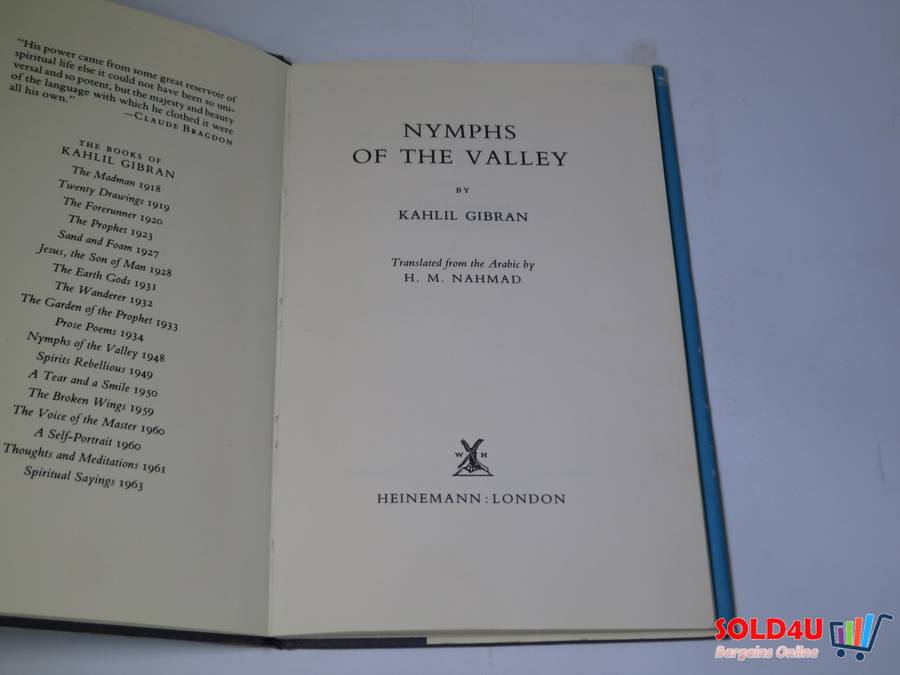 "His power came from some great reservoir of
spiritual life else it could not have been so uni-
versal and so potent, but the majesty and beauty
of the language with which he clothed it were
all his own."
—CLAUDE BRAGDON
THE BOOKS OF
KAHLIL GIBRAN
The Madman 1918
Twenty Drawings 1919
The Forerunner 1920
The Prophet 1923
Sand and Foam 1927
Jesus, the Son of Man 1928
The Earth Gods 1931
The Wanderer 1932
The Garden of the Prophet 1933
Prose Poems 1934
Nymphs of the Valley 1948
Spirits Rebellious 1949
A Tear and a Smile 1950
The Broken Wings 1959
The Voice of the Master 1960
A Self-Portrait 1960
Thoughts and Meditations 1961
Spiritual Sayings 1963
NYMPHS
OF THE VALLEY
BY
KAHLIL GIBRAN
Translated from the Arabic by
H. M. NAHMAD
W H
HEINEMANN : LONDON
SOLD4U
Bargains Online